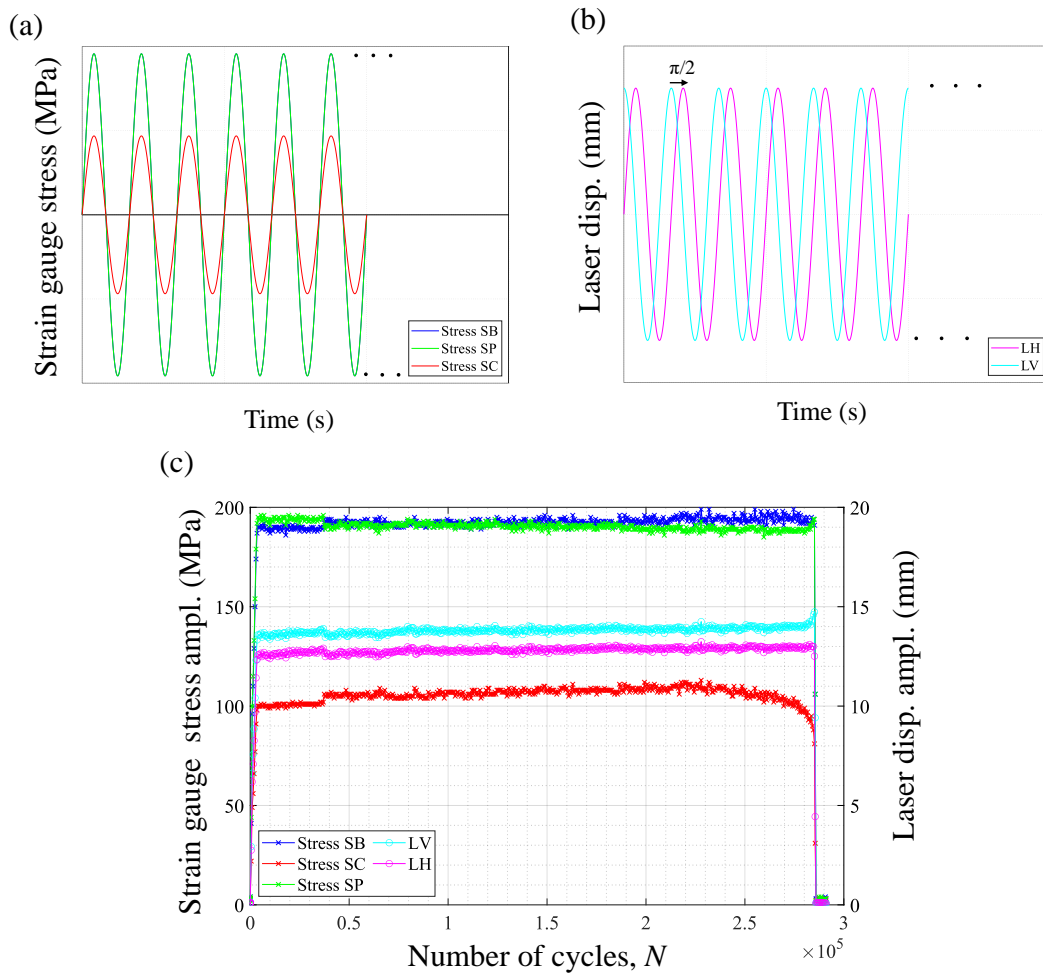 (a)
Strain gauge stress (MPa)
Stress SB
Stress SP
Stress SC
Time (s)
(b)
π/2
Laser disp. (mm)
LH
LV
Time (s)
(c)
Strain gauge stress ampl. (MPa)
200
150
100
50
0
Stress SB
Stress SC
Stress SP
LV
LH
0 0.5 1 1.5 2 2.5 3
×10⁵
Number of cycles, N
20
15
10
5
0
Laser disp. ampl. (mm)